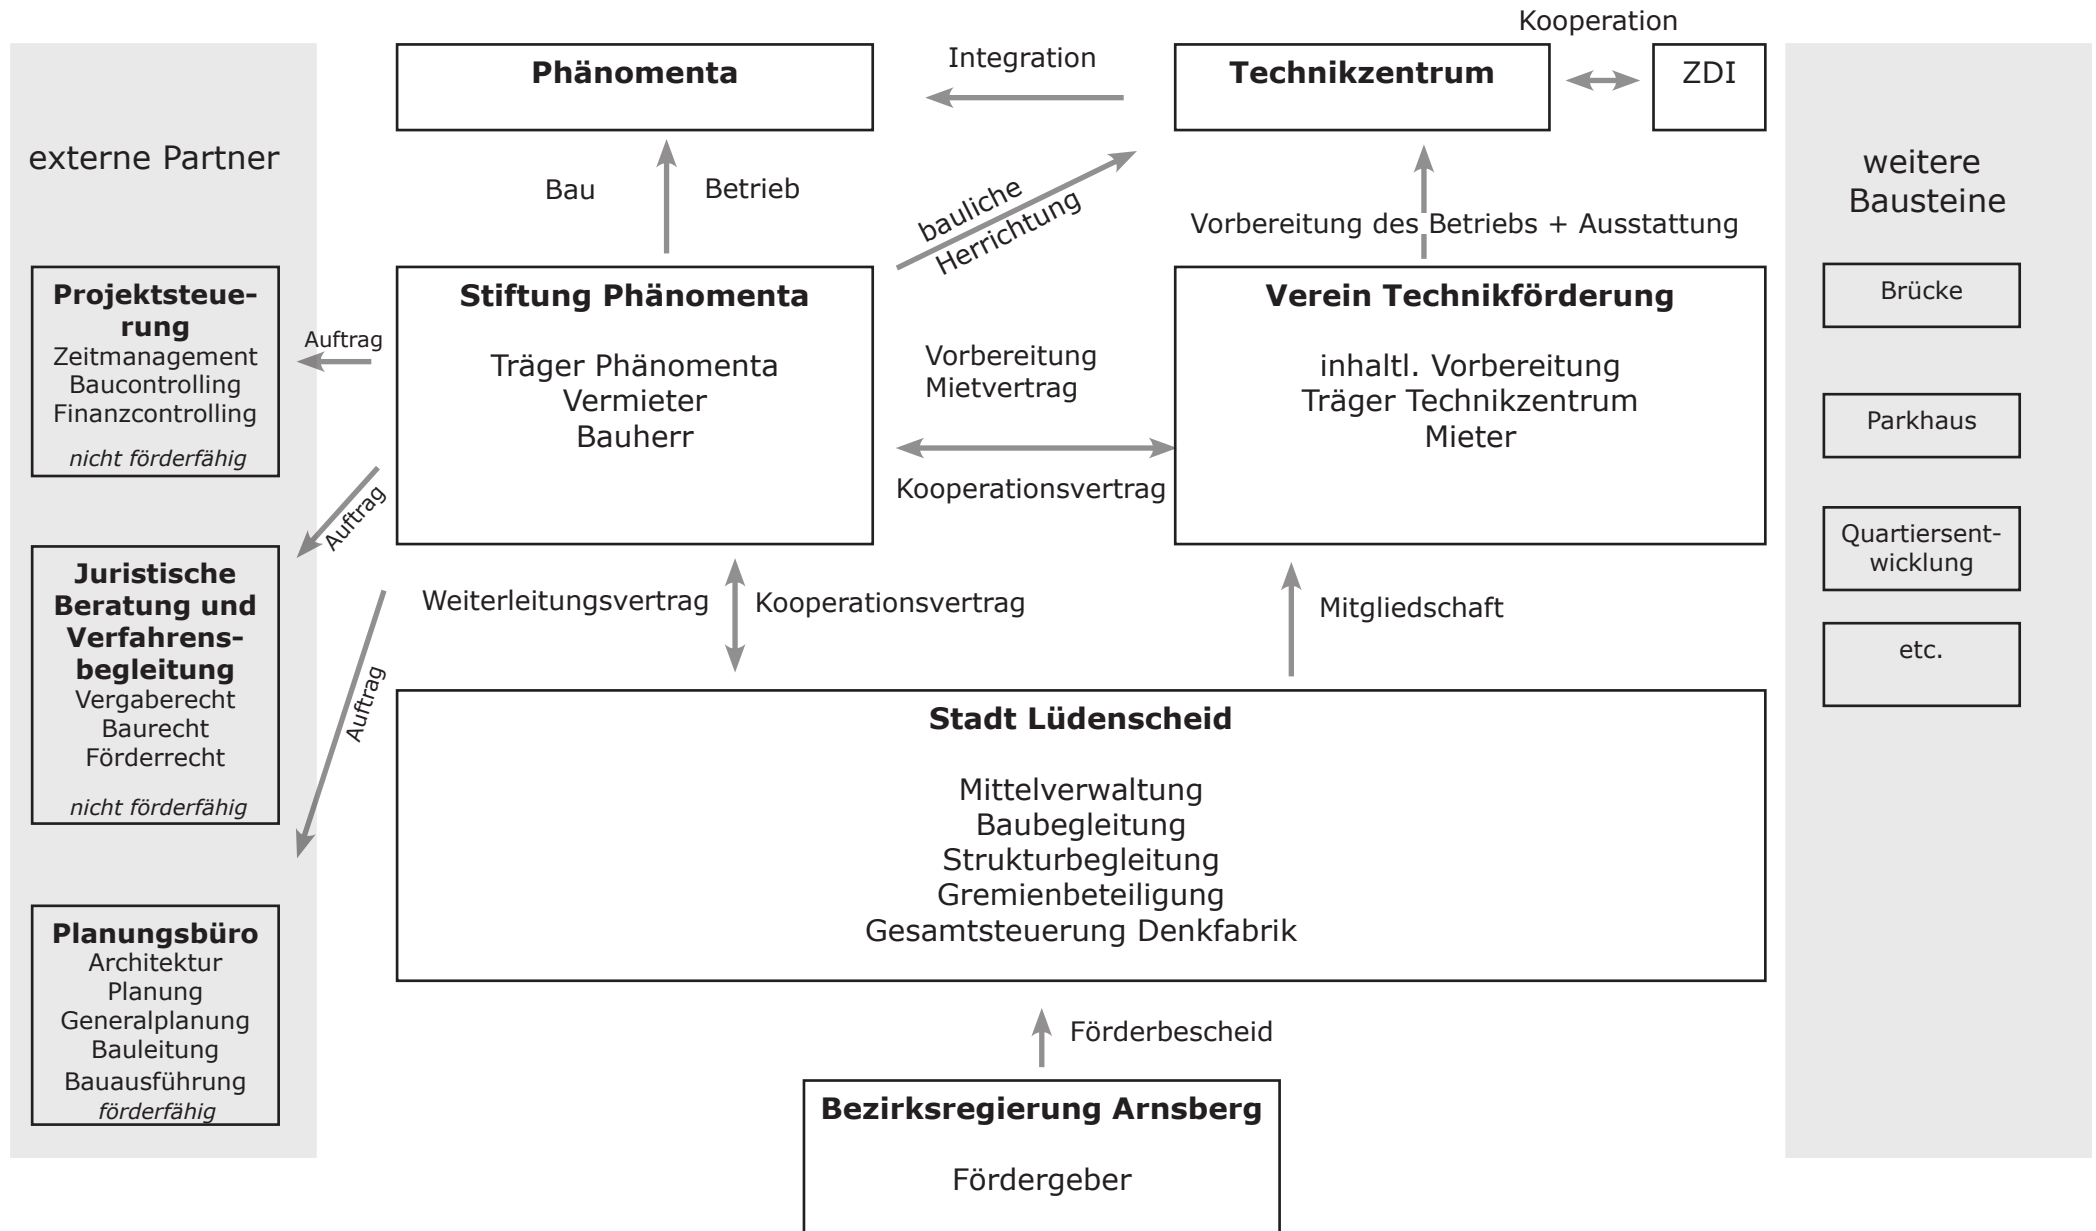 Kooperation
Phänomenta
Integration
Technikzentrum
ZDI
externe Partner
weitere
Bausteine
Bau
Betrieb
bauliche
Herrichtung
Vorbereitung des Betriebs + Ausstattung
Projektsteue-
rung
Zeitmanagement
Baucontrolling
Finanzcontrolling
nicht förderfähig
Auftrag
Stiftung Phänomenta
Träger Phänomenta
Vermieter
Bauherr
Vorbereitung
Mietvertrag
Kooperationsvertrag
Verein Technikförderung
inhaltl. Vorbereitung
Träger Technikzentrum
Mieter
Brücke
Parkhaus
Quartiersent-
wicklung
etc.
Auftrag
Juristische
Beratung und
Verfahrens-
begleitung
Vergaberecht
Baurecht
Förderrecht
nicht förderfähig
Auftrag
Weiterleitungsvertrag
Kooperationsvertrag
Mitgliedschaft
Stadt Lüdenscheid
Mittelverwaltung
Baubegleitung
Strukturbegleitung
Gremienbeteiligung
Gesamtsteuerung Denkfabrik
Planungsbüro
Architektur
Planung
Generalplanung
Bauleitung
Bauausführung
förderfähig
Förderbescheid
Bezirksregierung Arnsberg
Fördergeber